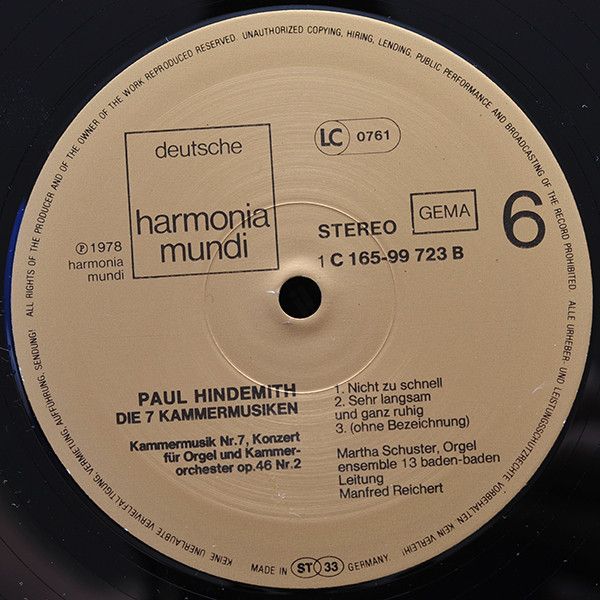 ALL RIGHTS OF THE PRODUCER AND OF THE OWNER OF THE WORK REPRODUCED RESERVED. UNAUTHORIZED COPYING, HIRING, LENDING, PUBLIC PERFORMANCE AND BROADCASTING OF THE RECORD PROHIBITED.
ALLE URHEBER- UND LEISTUNGSSCHUTZRECHTE VORBEHALTEN KEIN VERLEIH! KEINE UNERLAUBTE VERVIELFÄLTIGUNG, VERMIETUNG, AUFFÜHRUNG, SENDUNG!
deutsche
harmonia
mundi
LC 0761
℗ 1978
harmonia
mundi
STEREO
GEMA
6
1 C 165-99 723 B
PAUL HINDEMITH
DIE 7 KAMMERMUSIKEN
Kammermusik Nr.7, Konzert
für Orgel und Kammer-
orchester op.46 Nr.2
1. Nicht zu schnell
2. Sehr langsam
und ganz ruhig
3. (ohne Bezeichnung)
Martha Schuster, Orgel
ensemble 13 baden-baden
Leitung
Manfred Reichert
MADE IN ST 33 GERMANY.